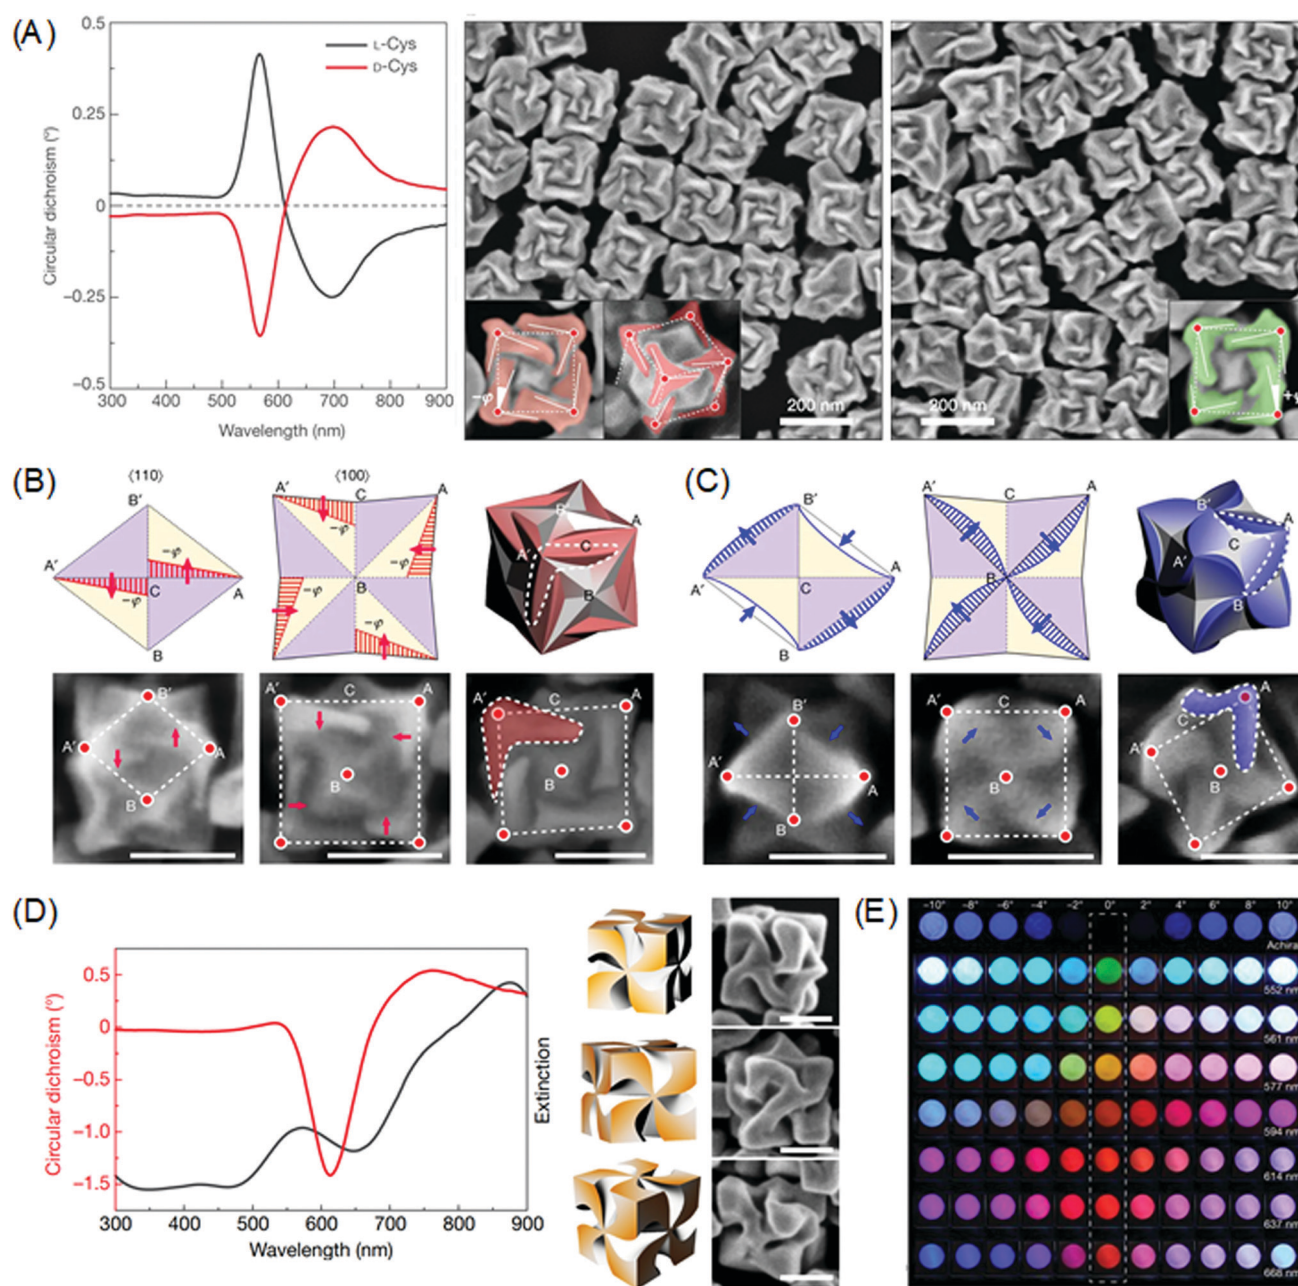 (A)
0.5
0.25
0
−0.25
−0.5
Circular dichroism (°)
L-Cys
D-Cys
300 400 500 600 700 800 900
Wavelength (nm)
−φ
200 nm
200 nm
+φ
(B)
⟨110⟩
B′
A′
−φ
C
−φ
A
B
⟨100⟩
A′
C
A
−φ
−φ
−φ
B
−φ
B
A
C
A′
B
B′
A′
A
B
A′
C
A
B
A′
C
A
B
(C)
B′
A′
A
C
B
A′
C
A
B
B′
A
C
A′
B
B′
A′
A
B
A′
C
A
B
A
C
A′
B
(D)
0.5
0
−0.5
−1.0
−1.5
Circular dichroism (°)
Extinction
300 400 500 600 700 800 900
Wavelength (nm)
(E)
−10° −8° −6° −4° −2° 0° 2° 4° 6° 8° 10°
Achira
552 nm
561 nm
577 nm
594 nm
614 nm
637 nm
668 nm